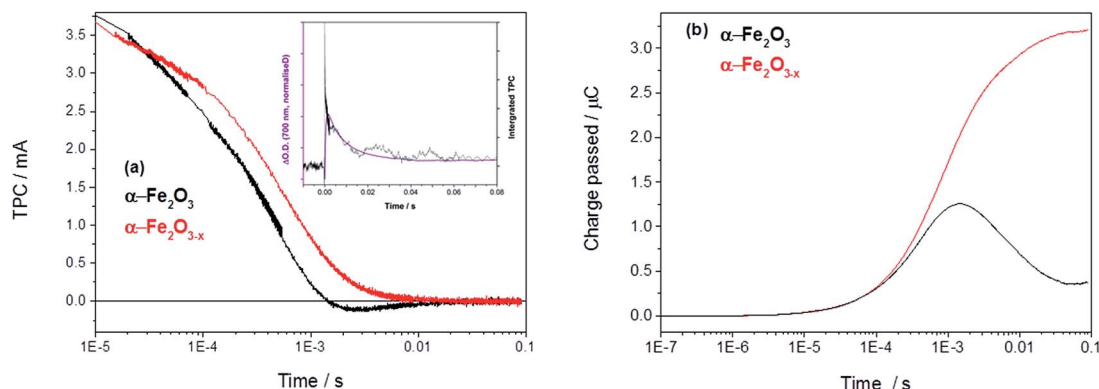 TPC / mA
3.5
3.0
2.5
2.0
1.5
1.0
0.5
0.0
(a)
α–Fe₂O₃
α–Fe₂O₃₋ₓ
1E-5 1E-4 1E-3 0.01 0.1
Time / s
ΔO.D. (700 nm, normaliseD)
Intergrated TPC
0.00 0.02 0.04 0.06 0.08
Time / s
Charge passed / μC
3.0
2.5
2.0
1.5
1.0
0.5
0.0
(b)
α–Fe₂O₃
α–Fe₂O₃₋ₓ
1E-7 1E-6 1E-5 1E-4 1E-3 0.01 0.1
Time / s